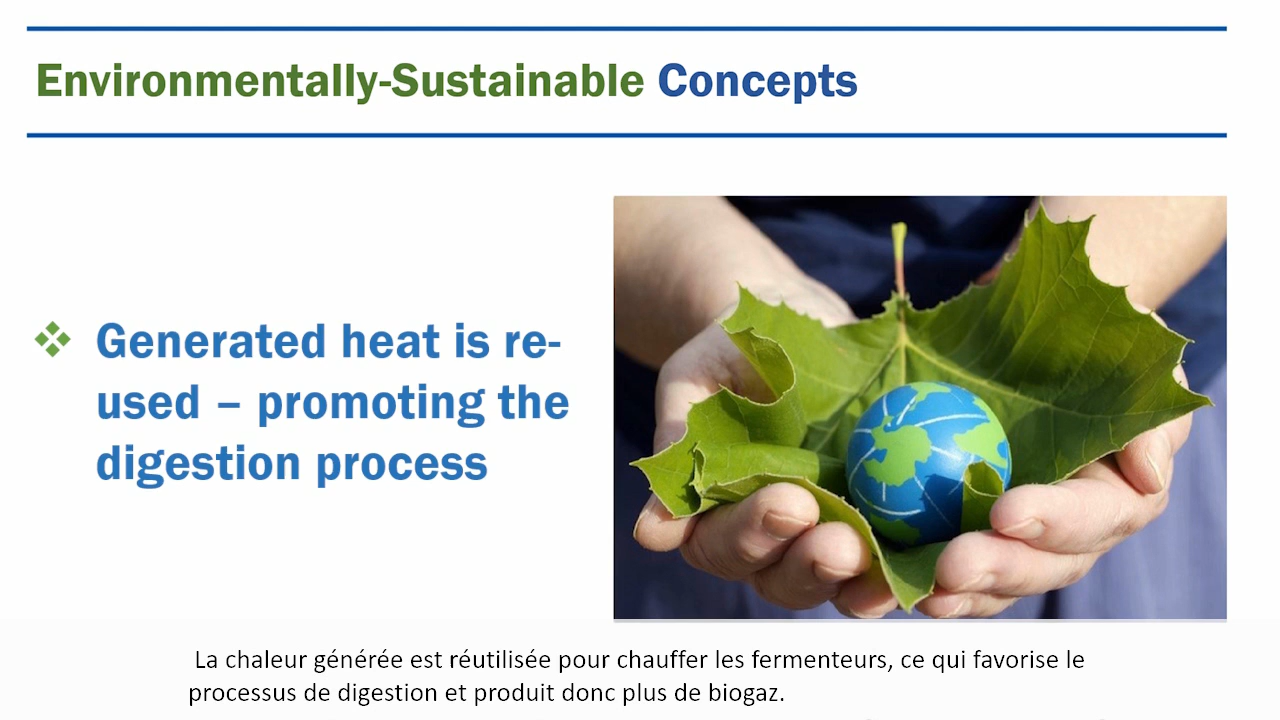 Environmentally-Sustainable Concepts
Generated heat is re-
used – promoting the
digestion process
La chaleur générée est réutilisée pour chauffer les fermenteurs, ce qui favorise le
processus de digestion et produit donc plus de biogaz.